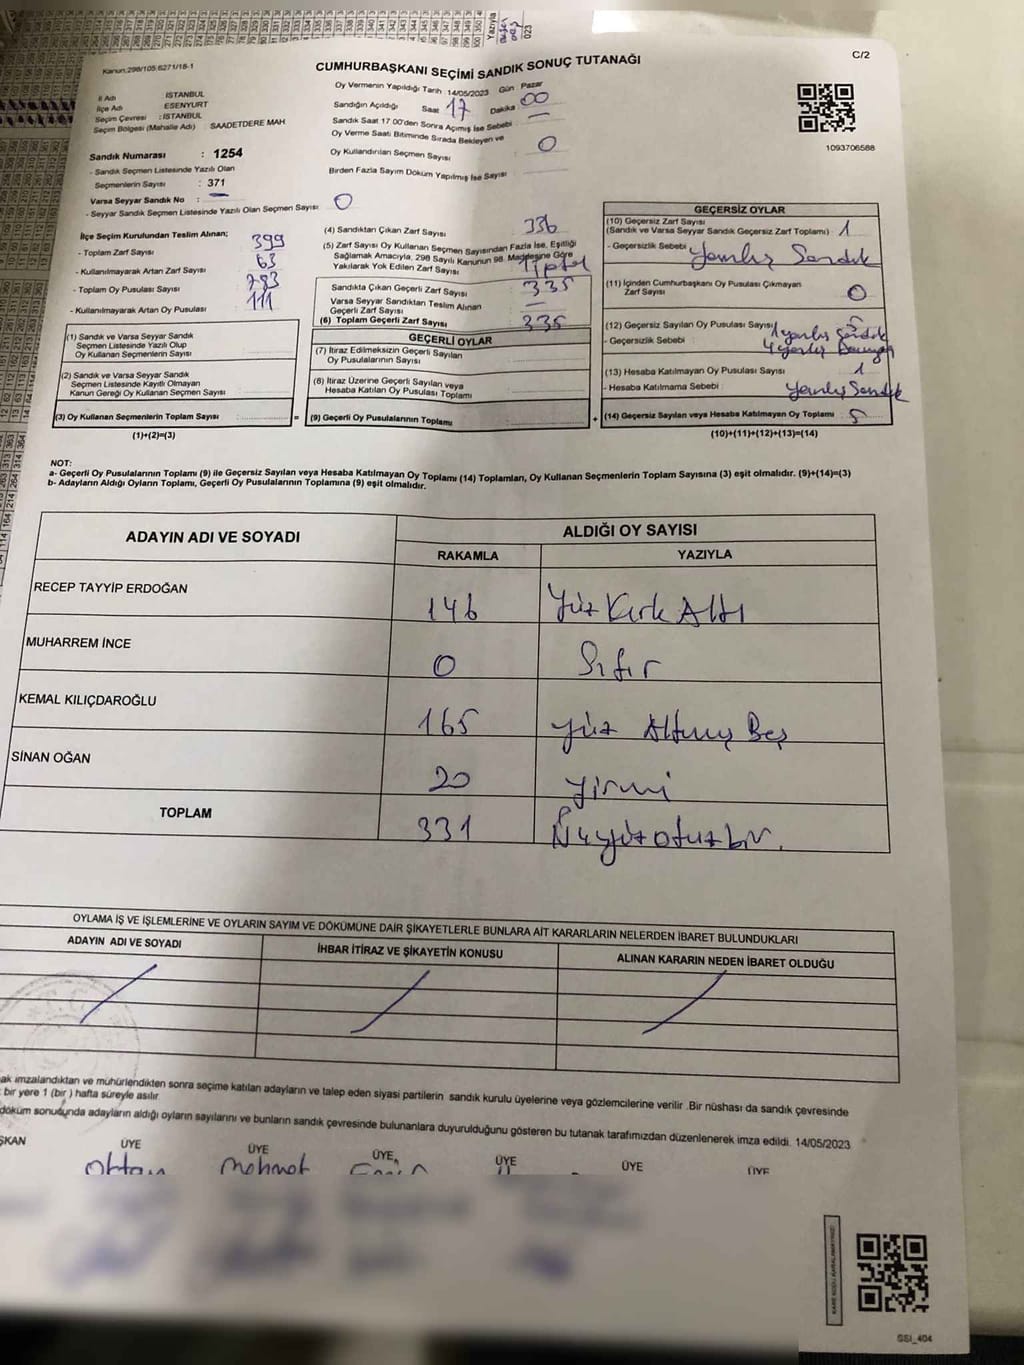 C/2
Kanun:298/105 6271/18-1
CUMHURBAŞKANI SEÇİMİ SANDIK SONUÇ TUTANAĞI
İl Adı : İSTANBUL
İlçe Adı : ESENYURT
Seçim Çevresi : İSTANBUL
Seçim Bölgesi (Mahalle Adı) : SAADETDERE MAH
Sandık Numarası : 1254
- Sandık Seçmen Listesinde Yazılı Olan
Seçmenlerin Sayısı : 371
Varsa Seyyar Sandık No : —
- Seyyar Sandık Seçmen Listesinde Yazılı Olan Seçmen Sayısı : 0
Oy Vermenin Yapıldığı Tarih : 14/05/2023 Gün Pazar
Sandığın Açıldığı Saat 17 Dakika 00
Sandık Saat 17 00'den Sonra Açımış İse Sebebi : —
Oy Verme Saati Bitiminde Sırada Bekleyen ve
Oy Kullandırılan Seçmen Sayısı : 0
Birden Fazla Sayım Döküm Yapılmış İse Sayısı :
1093706588
İlçe Seçim Kurulundan Teslim Alınan;
- Toplam Zarf Sayısı : 399
- Kullanılmayarak Artan Zarf Sayısı : 63
- Toplam Oy Pusulası Sayısı :
- Kullanılmayarak Artan Oy Pusulası : 111
(1) Sandık ve Varsa Seyyar Sandık
Seçmen Listesinde Yazılı Olup
Oy Kullanan Seçmenlerin Sayısı
(2) Sandık ve Varsa Seyyar Sandık
Seçmen Listesinde Kayıtlı Olmayan
Kanun Gereği Oy Kullanan Seçmenlerin Sayısı
(3) Oy Kullanan Seçmenlerin Toplam Sayısı :
(1)+(2)=(3)
(4) Sandıktan Çıkan Zarf Sayısı : 336
(5) Zarf Sayısı Oy Kullanan Seçmen Sayısından Fazla İse, Eşitliği
Sağlamak Amacıyla, 298 Sayılı Kanunun 98. Maddesine Göre
Yakılarak Yok Edilen Zarf Sayısı
Sandıkta Çıkan Geçerli Zarf Sayısı : 335
Varsa Seyyar Sandıktan Teslim Alınan
Geçerli Zarf Sayısı : —
(6) Toplam Geçerli Zarf Sayısı : 335
GEÇERLİ OYLAR
(7) İtiraz Edilmeksizin Geçerli Sayılan
Oy Pusulalarının Sayısı
(8) İtiraz Üzerine Geçerli Sayılan veya
Hesaba Katılan Oy Pusulası Toplamı
(9) Geçerli Oy Pusulalarının Toplamı
GEÇERSİZ OYLAR
(10) Geçersiz Zarf Sayısı
(Sandık ve Varsa Seyyar Sandık Geçersiz Zarf Toplamı) : 1
- Geçersizlik Sebebi : Yanlış Sandık
(11) İçinden Cumhurbaşkanı Oy Pusulası Çıkmayan
Zarf Sayısı : 0
(12) Geçersiz Sayılan Oy Pusulası Sayısı : 5
- Geçersizlik Sebebi : 1 yanlış Sandık
4 yanlış
(13) Hesaba Katılmayan Oy Pusulası Sayısı : 1
- Hesaba Katılmama Sebebi : Yanlış Sandık
(14) Geçersiz Sayılan veya Hesaba Katılmayan Oy Toplamı : 5
(10)+(11)+(12)+(13)=(14)
NOT:
a- Geçerli Oy Pusulalarının Toplamı (9) ile Geçersiz Sayılan veya Hesaba Katılmayan Oy Toplamı (14) Toplamları, Oy Kullanan Seçmenlerin Toplam Sayısına (3) eşit olmalıdır. (9)+(14)=(3)
b- Adayların Aldığı Oyların Toplamı, Geçerli Oy Pusulalarının Toplamına (9) eşit olmalıdır.
ADAYIN ADI VE SOYADI
ALDIĞI OY SAYISI
RAKAMLA YAZIYLA
RECEP TAYYİP ERDOĞAN 146 Yüz Kırk Altı
MUHARREM İNCE 0 Sıfır
KEMAL KILIÇDAROĞLU 165 Yüz Altmış Beş
SİNAN OĞAN 20 Yirmi
TOPLAM 331 Üçyüzotuzbir.
OYLAMA İŞ VE İŞLEMLERİNE VE OYLARIN SAYIM VE DÖKÜMÜNE DAİR ŞİKAYETLERLE BUNLARA AİT KARARLARIN NELERDEN İBARET BULUNDUKLARI
ADAYIN ADI VE SOYADI İHBAR İTİRAZ VE ŞİKAYETİN KONUSU ALINAN KARARIN NEDEN İBARET OLDUĞU
ak imzalandıktan ve mühürlendikten sonra seçime katılan adayların ve talep eden siyasi partilerin sandık kurulu üyelerine veya gözlemcilerine verilir .Bir nüshası da sandık çevresinde
bir yere 1 (bir ) hafta süreyle asılır
döküm sonucunda adayların aldığı oyların sayılarını ve bunların sandık çevresinde bulunanlara duyurulduğunu gösteren bu tutanak tarafımızdan düzenlenerek imza edildi. 14/05/2023
ŞKAN ÜYE ÜYE ÜYE ÜYE ÜYE ÜYE
Oktay Mehmet Emin
KARE KODU KARALAMAYINIZ!
SSI_404